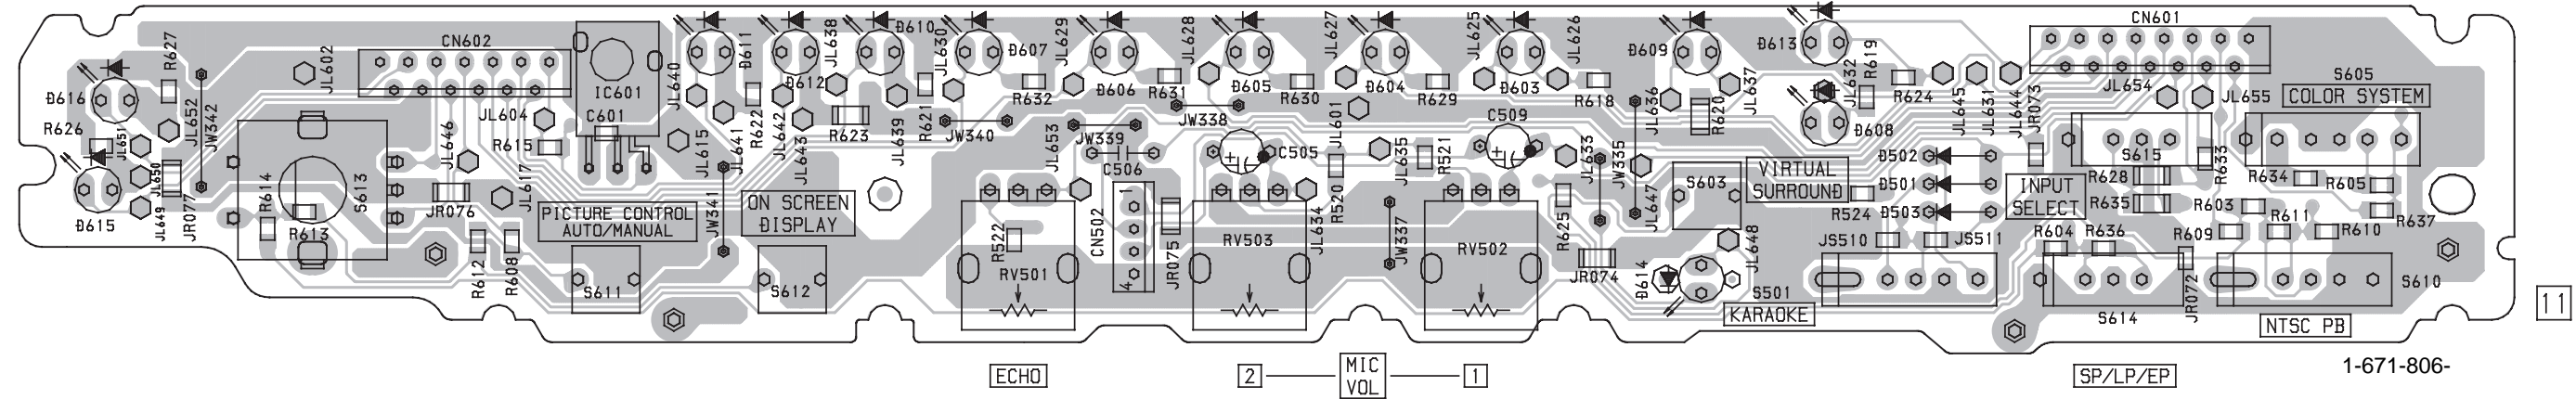 R627
JL602
CN602
IC601
C601
D611
D612
JL638
D610
JL630
D607
JL629
D606
JL628
D605
JL627
D604
JL625
D603
JL626
D609
D613
JL632
R619
CN601
S605
COLOR SYSTEM
D616
R626
JL651
JL652
JW342
JL650
JL649
JR077
D615
R614
R613
S613
JL646
JL604
R615
JR076
JL617
R612
R608
PICTURE CONTROL
AUTO/MANUAL
S611
JL640
JL615
JL641
R622
JL642
JL643
JW341
ON SCREEN
DISPLAY
S612
R623
JL639
R621
JW340
R632
JL653
JW339
C506
R631
JW338
R630
JL601
R629
R618
JL636
R620
JL637
R624
JL645
JL631
JL644
JR073
JL654
JL655
D608
R522
RV501
CN502
1
4
JR075
C505
RV503
JL634
R520
JL635
R521
C509
JW337
RV502
JL633
JW335
R625
JR074
JL647
S603
VIRTUAL
SURROUND
JL648
D614
S501
KARAOKE
D502
D501
D503
R524
INPUT
SELECT
JS510
JS511
S615
R633
R628
R635
R634
R605
R603
R611
R637
R604
R636
R609
R610
JR072
S614
S610
NTSC PB
11
ECHO
2
MIC
VOL
1
SP/LP/EP
1-671-806-